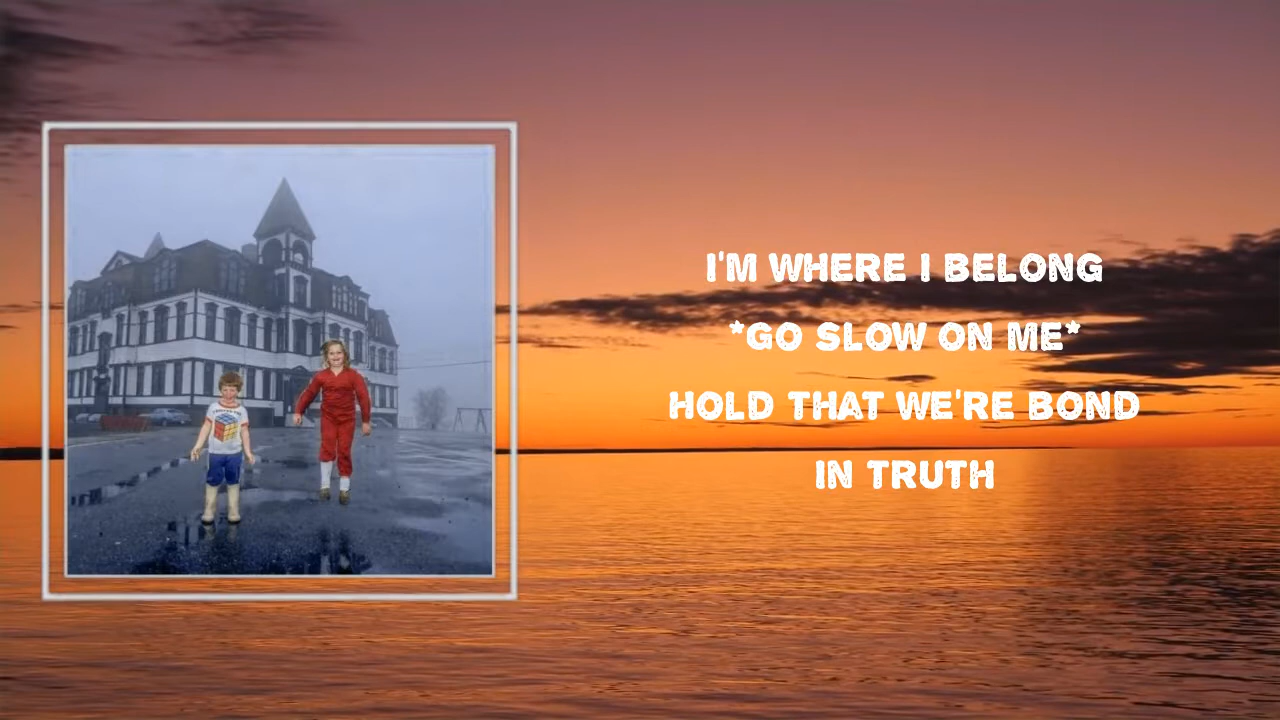 I'M WHERE I BELONG
*GO SLOW ON ME*
HOLD THAT WE'RE BOND
IN TRUTH